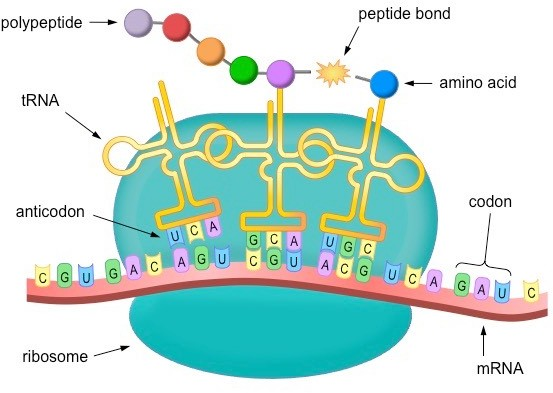 peptide bond
polypeptide
amino acid
tRNA
anticodon
codon
U C A
G C A
U G C
C G U G A C A G U C G U A C G U C A G A U C
ribosome
mRNA